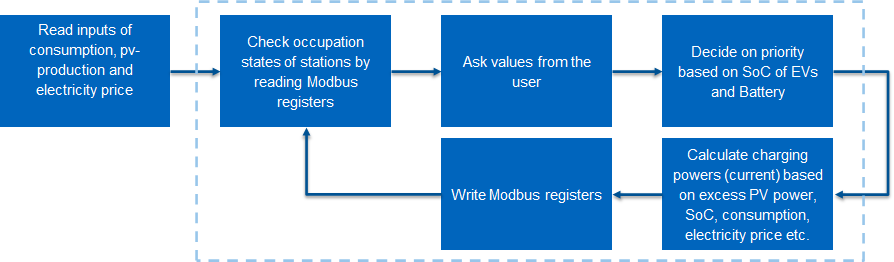 Read inputs of
consumption, pv-
production and
electricity price
Check occupation
states of stations by
reading Modbus
registers
Ask values from the
user
Decide on priority
based on SoC of EVs
and Battery
Calculate charging
powers (current) based
on excess PV power,
SoC, consumption,
electricity price etc.
Write Modbus registers